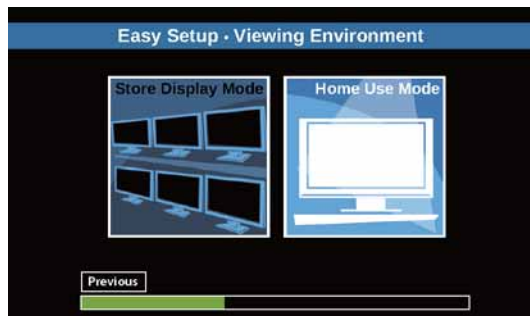 Easy Setup • Viewing Environment
Store Display Mode
Home Use Mode
Previous